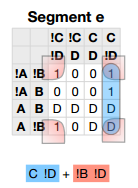 Segment e
!C !C C C
!D D D !D
!A !B 1 0 0 1
!A B 0 0 0 1
A B D D D D
A !B 1 0 D D
C !D + !B !D